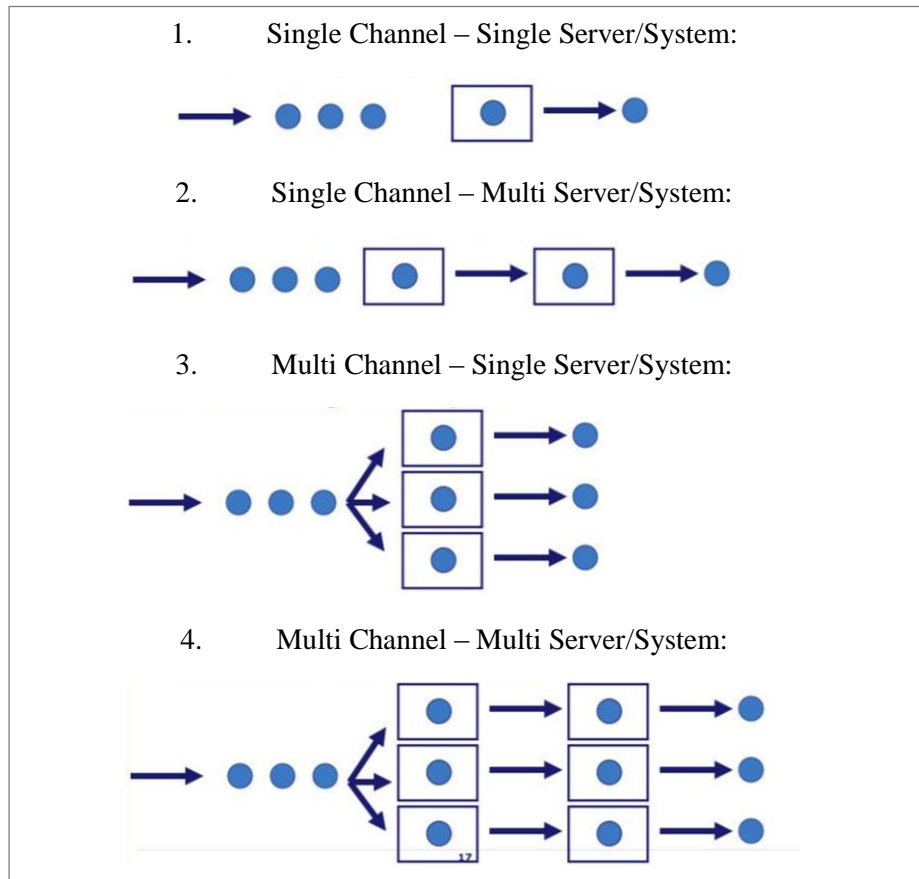 1. Single Channel – Single Server/System:
2. Single Channel – Multi Server/System:
3. Multi Channel – Single Server/System:
4. Multi Channel – Multi Server/System:
17